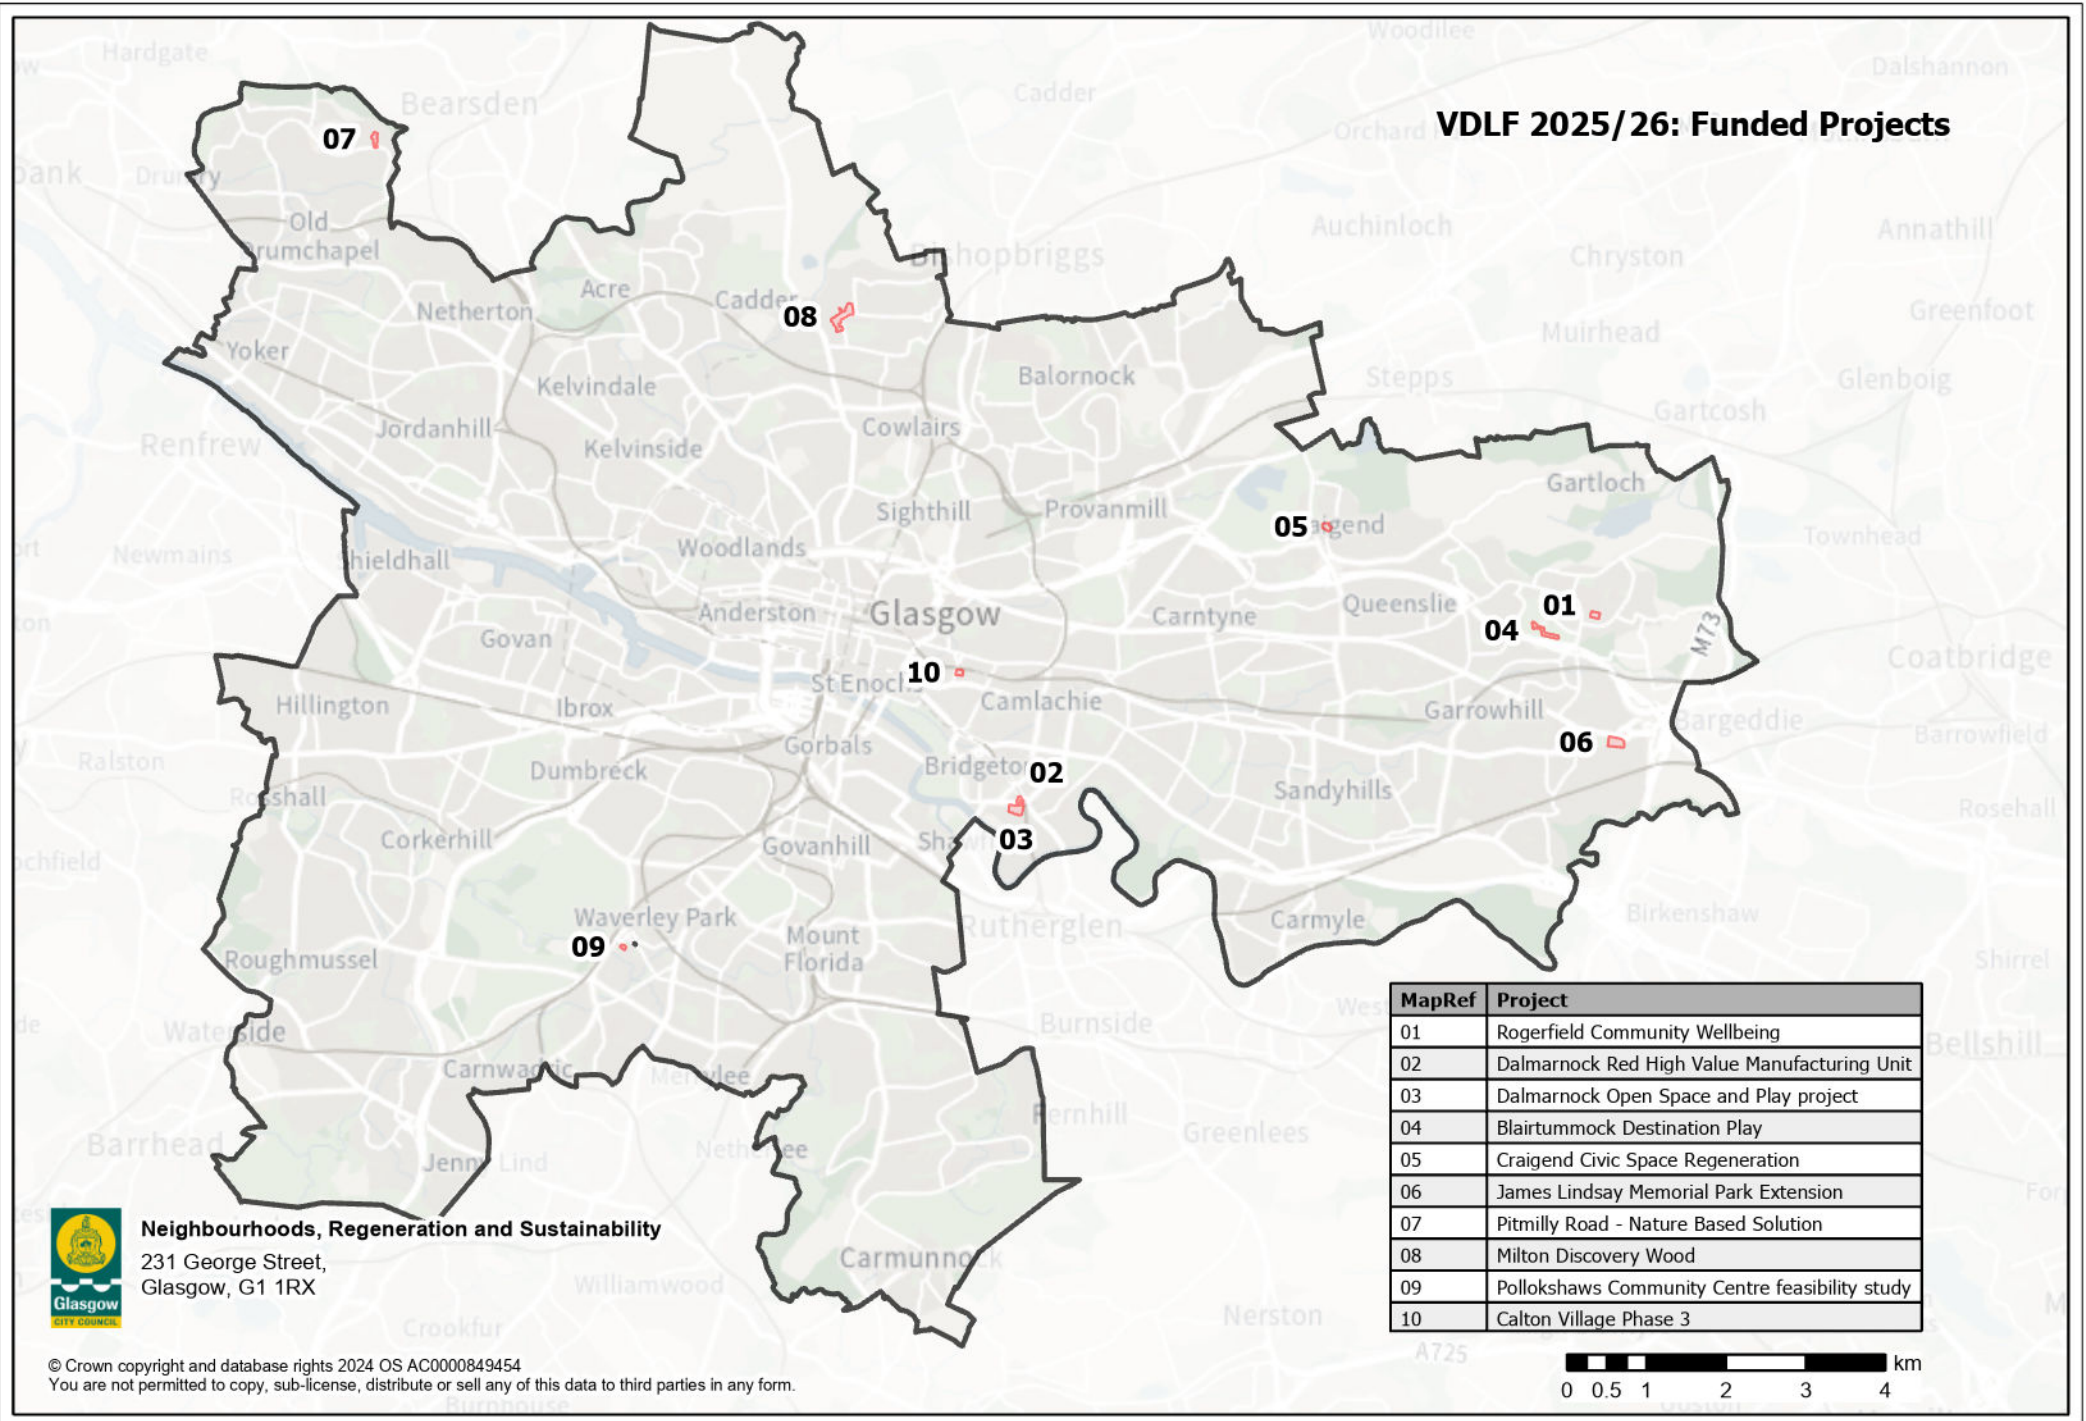 VDLF 2025/26: Funded Projects
Hardgate
Bearsden
Woodilee
Dalshannon
Cadder
07
Auchinloch
Annathill
Old
Drumchapel
Bishopbriggs
Chryston
Acre
Cadder
Netherton
08
Greenfoot
Muirhead
Yoker
Kelvindale
Balornock
Stepps
Glenboig
Gartcosh
Renfrew
Jordanhill
Kelvinside
Cowlairs
Gartloch
Sighthill
Provanmill
05
Townhead
Newmains
Shieldhall
Woodlands
Anderston
Glasgow
Carntyne
Queenslie
01
04
M73
Govan
Coatbridge
10
St Enoch
Camlachie
Hillington
Ibrox
Garrowhill
Bargeddie
Barrowfield
06
Ralston
Gorbals
Dumbreck
Bridgeton
02
Rosshall
Sandyhills
Rosehall
Corkerhill
Govanhill
03
Waverley Park
Mount
Florida
Rutherglen
Carmyle
Birkenshaw
09
Roughmussel
Shirrel
Waterside
Burnside
Bellshill
Carnwadric
Merrylee
Fernhill
Greenlees
Barrhead
Jenny Lind
Netherlee
Carmunnock
Williamwood
Nerston
Crookfur
A725
Burnhouse
MapRef Project
01 Rogerfield Community Wellbeing
02 Dalmarnock Red High Value Manufacturing Unit
03 Dalmarnock Open Space and Play project
04 Blairtummock Destination Play
05 Craigend Civic Space Regeneration
06 James Lindsay Memorial Park Extension
07 Pitmilly Road - Nature Based Solution
08 Milton Discovery Wood
09 Pollokshaws Community Centre feasibility study
10 Calton Village Phase 3
km
0 0.5 1 2 3 4
Glasgow
CITY COUNCIL
Neighbourhoods, Regeneration and Sustainability
231 George Street,
Glasgow, G1 1RX
© Crown copyright and database rights 2024 OS AC0000849454
You are not permitted to copy, sub-license, distribute or sell any of this data to third parties in any form.